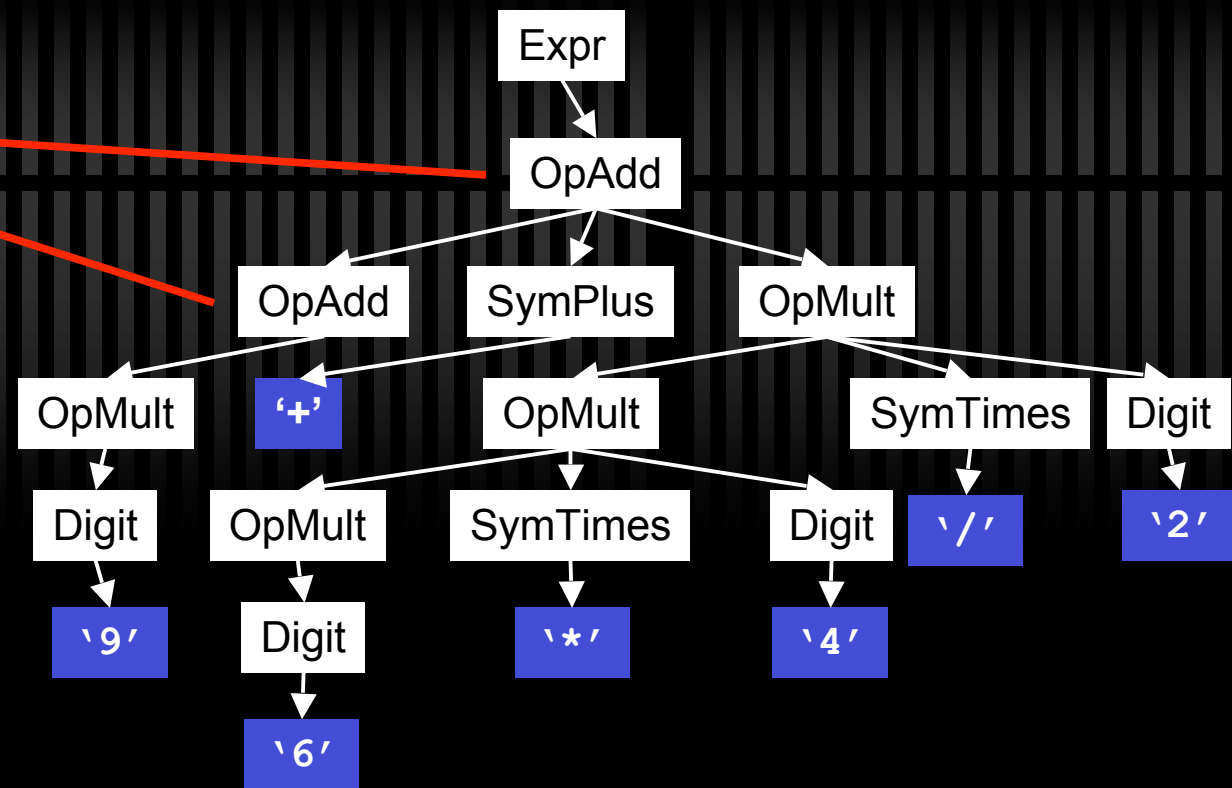 Expr
OpAdd
OpAdd SymPlus OpMult
OpMult ‘+’ OpMult SymTimes Digit
Digit OpMult SymTimes Digit ‵/′ ‵2′
‵9′ Digit ‵*′ ‵4′
‵6′